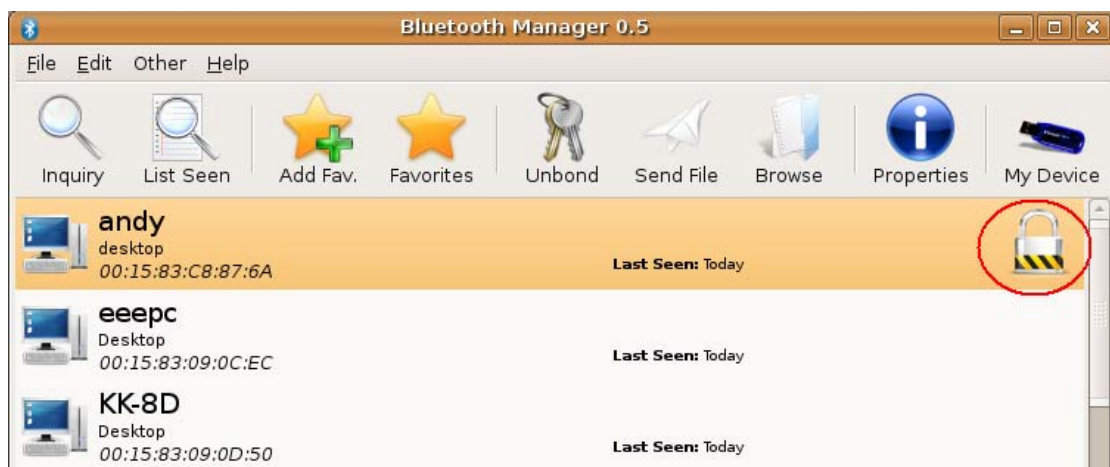 Bluetooth Manager 0.5
File Edit Other Help
Inquiry List Seen Add Fav. Favorites Unbond Send File Browse Properties My Device
andy
desktop
00:15:83:C8:87:6A
Last Seen: Today
eeepc
Desktop
00:15:83:09:0C:EC
Last Seen: Today
KK-8D
Desktop
00:15:83:09:0D:50
Last Seen: Today